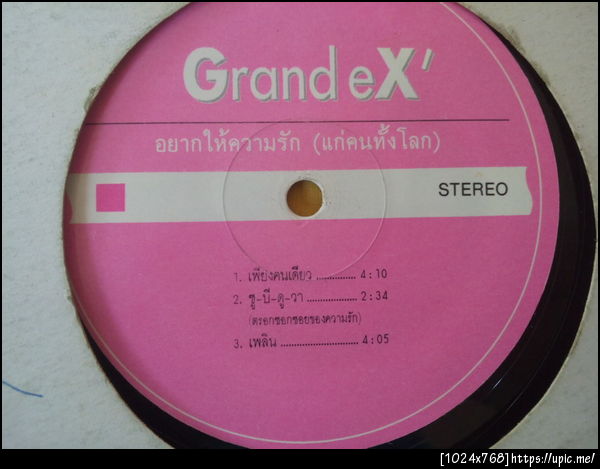 Grand eX'
อยากให้ความรัก (แก่คนทั้งโลก)
STEREO
1. เพียงคนเดียว .............. 4:10
2. ซู-บี-ดู-วา .................. 2:34
(ตรอกซอกซอยของความรัก)
3. เพลิน ............................ 4:05
[1024x768]https://upic.me/